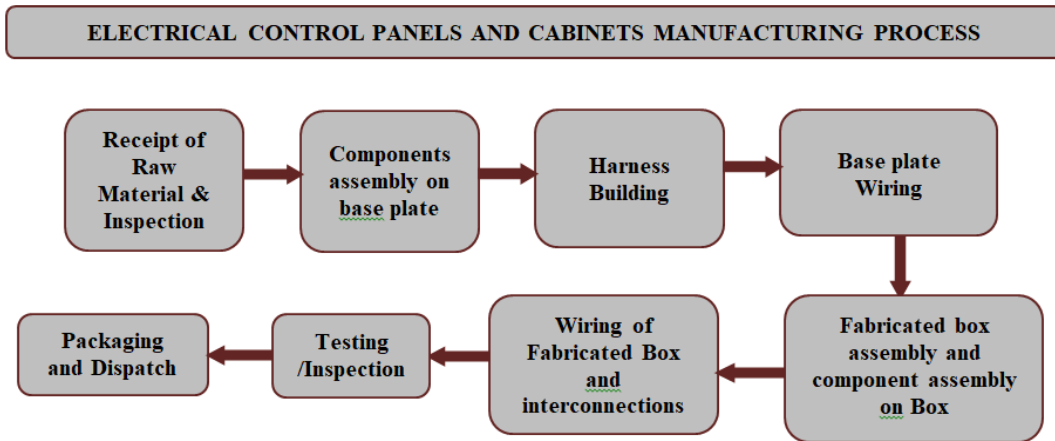 ELECTRICAL CONTROL PANELS AND CABINETS MANUFACTURING PROCESS
Receipt of
Raw
Material &
Inspection
Components
assembly on
base plate
Harness
Building
Base plate
Wiring
Fabricated box
assembly and
component assembly
on Box
Wiring of
Fabricated Box
and
interconnections
Testing
/Inspection
Packaging
and Dispatch